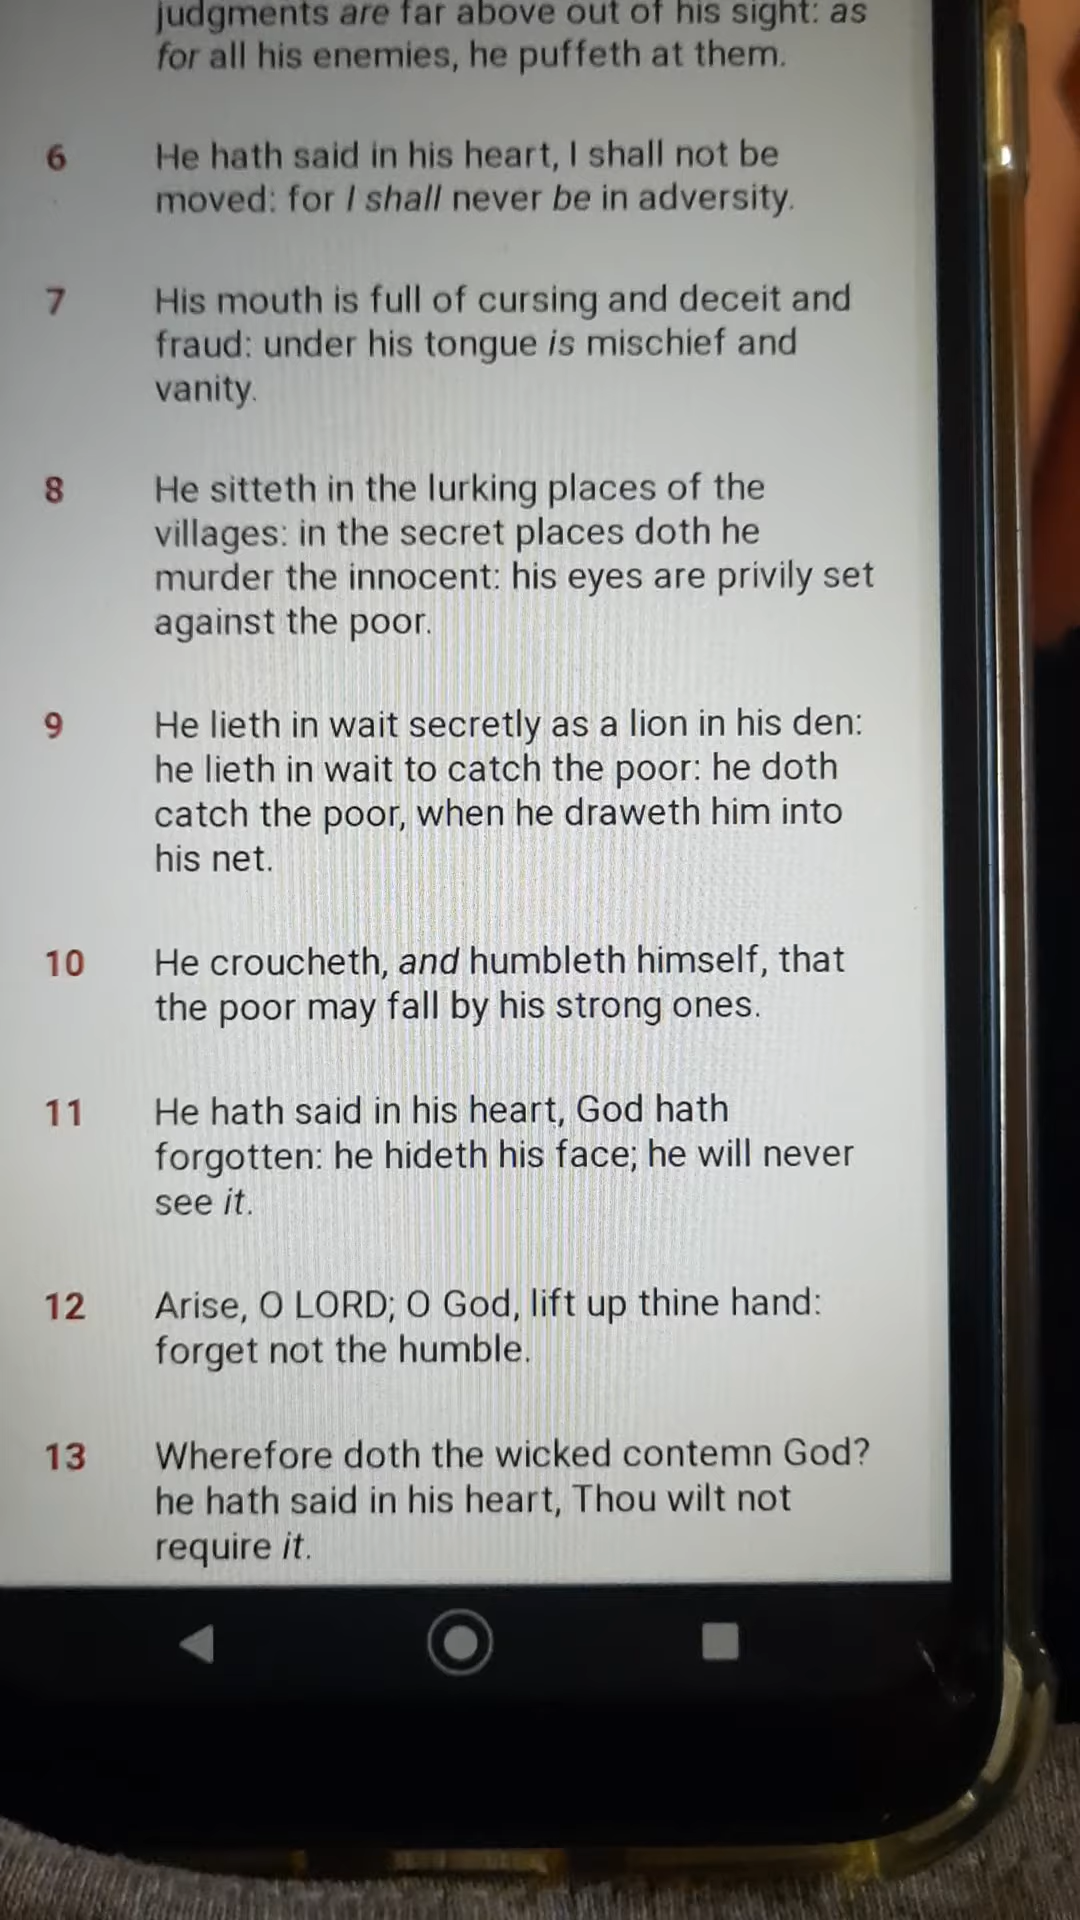 judgments are far above out of his sight: as
for all his enemies, he puffeth at them.
6 He hath said in his heart, I shall not be
moved: for I shall never be in adversity.
7 His mouth is full of cursing and deceit and
fraud: under his tongue is mischief and
vanity.
8 He sitteth in the lurking places of the
villages: in the secret places doth he
murder the innocent: his eyes are privily set
against the poor.
9 He lieth in wait secretly as a lion in his den:
he lieth in wait to catch the poor: he doth
catch the poor, when he draweth him into
his net.
10 He croucheth, and humbleth himself, that
the poor may fall by his strong ones.
11 He hath said in his heart, God hath
forgotten: he hideth his face; he will never
see it.
12 Arise, O LORD; O God, lift up thine hand:
forget not the humble.
13 Wherefore doth the wicked contemn God?
he hath said in his heart, Thou wilt not
require it.